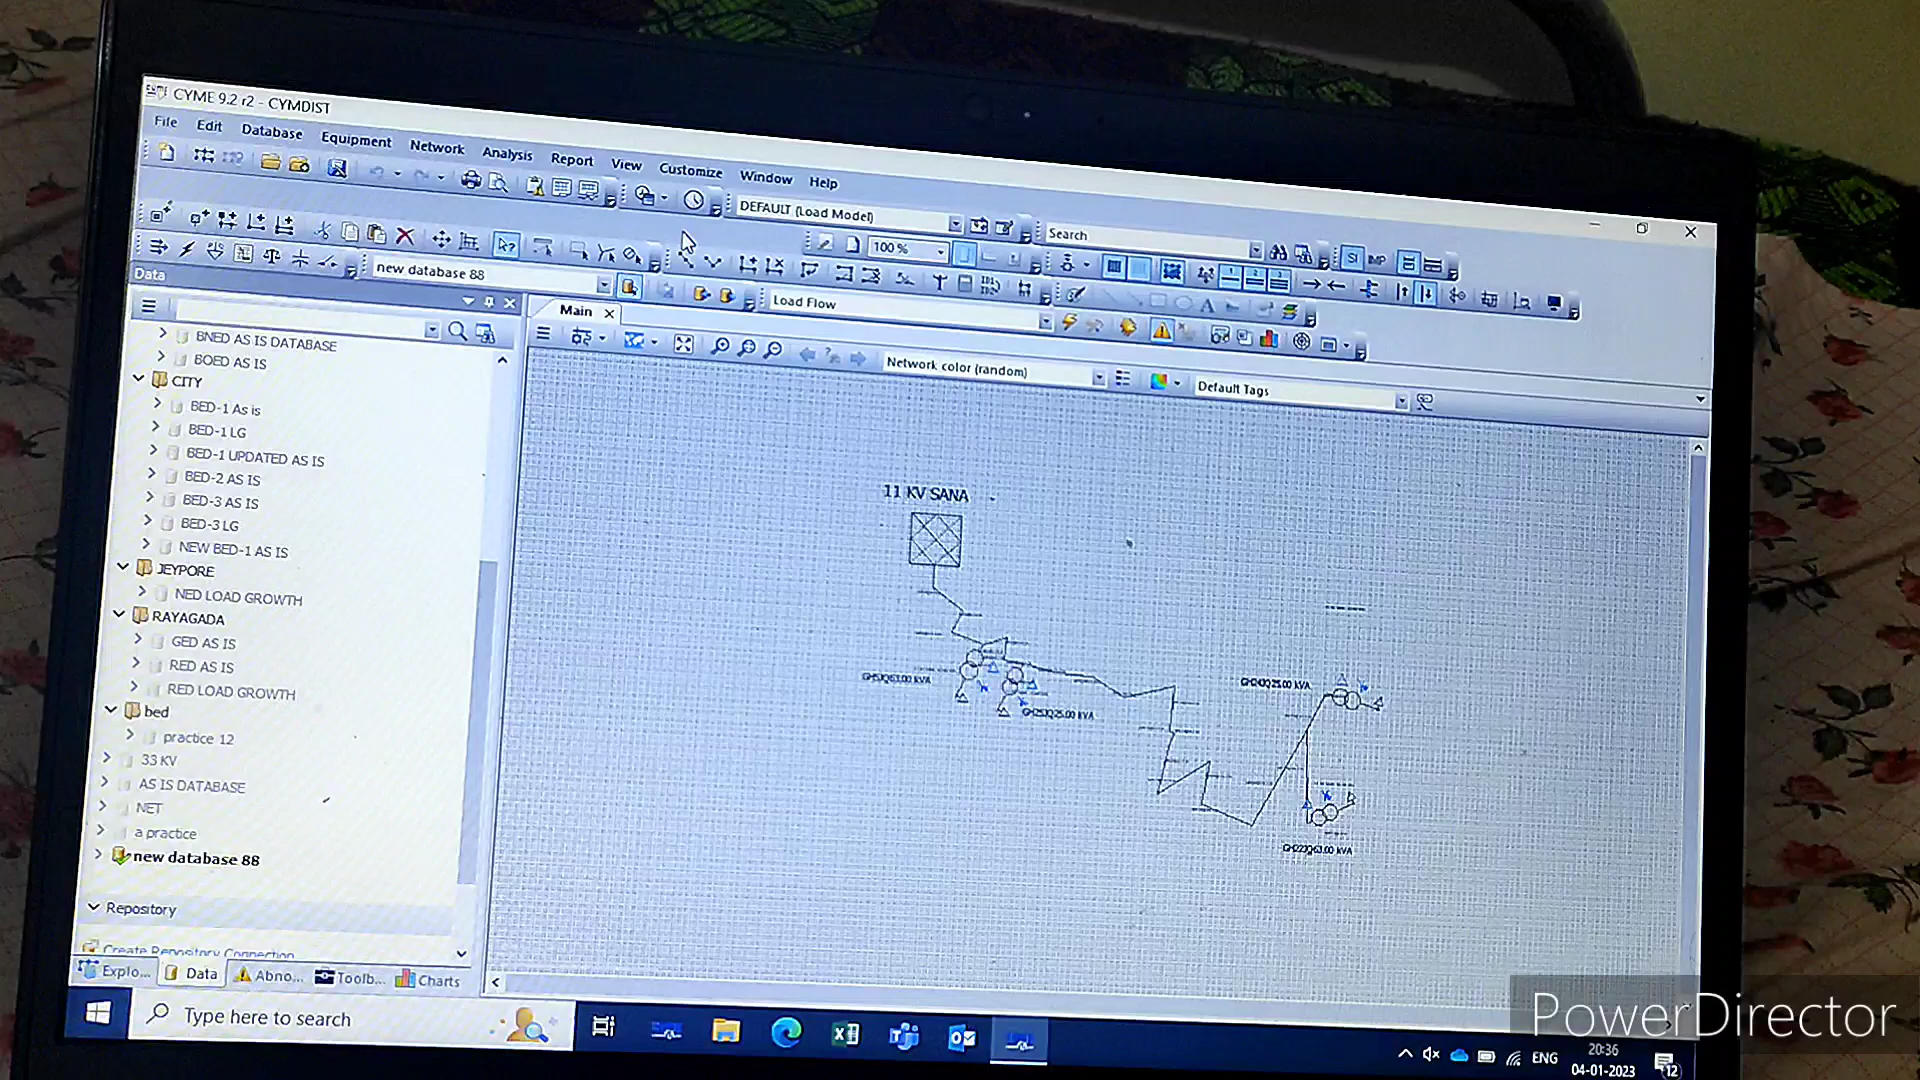 CYME 9.2 r2 - CYMDIST
File Edit Database Equipment Network Analysis Report View Customize Window Help
DEFAULT (Load Model)
Search
100 %
SI IMP
new database 88
Load Flow
Data
Main
Network color (random)
Default Tags
BNED AS IS DATABASE
BOED AS IS
CITY
BED-1 As is
BED-1 LG
BED-1 UPDATED AS IS
BED-2 AS IS
BED-3 AS IS
BED-3 LG
NEW BED-1 AS IS
JEYPORE
NED LOAD GROWTH
RAYAGADA
GED AS IS
RED AS IS
RED LOAD GROWTH
bed
practice 12
33 KV
AS IS DATABASE
NET
a practice
new database 88
Repository
Create Repository Connection
Explo... Data Abno... Toolb... Charts
11 KV SANA
Type here to search
ENG
20:36
04-01-2023
12
PowerDirector